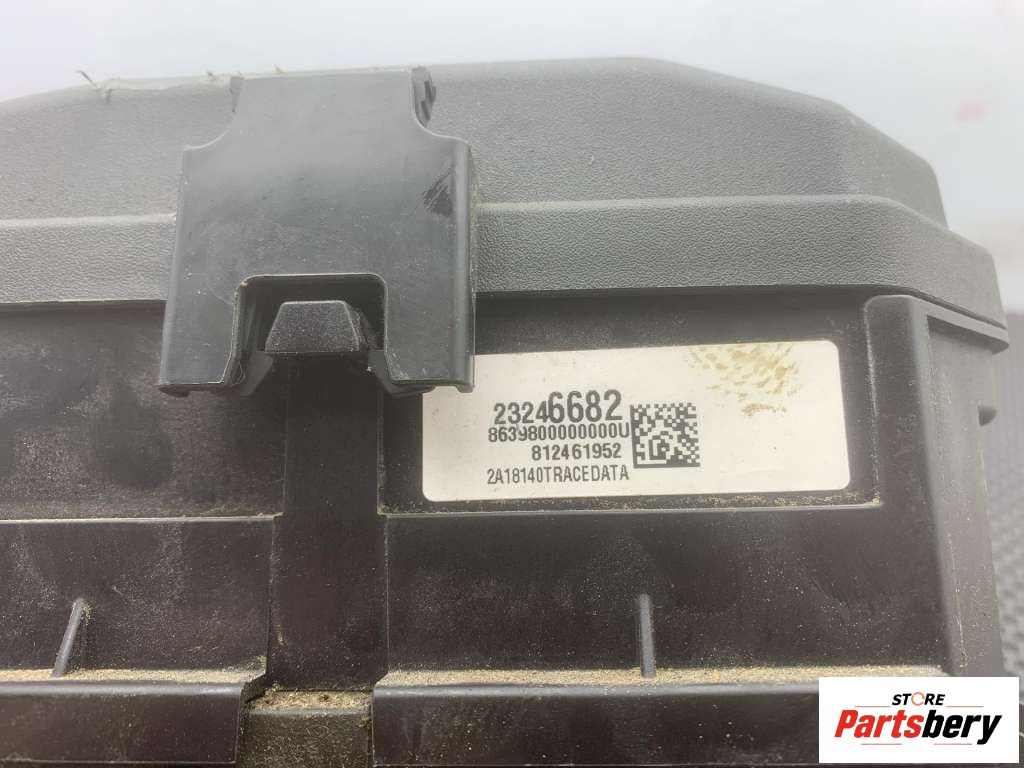 23246682
8639800000000U
812461952
2A18140TRACEDATA
STORE
Partsbery